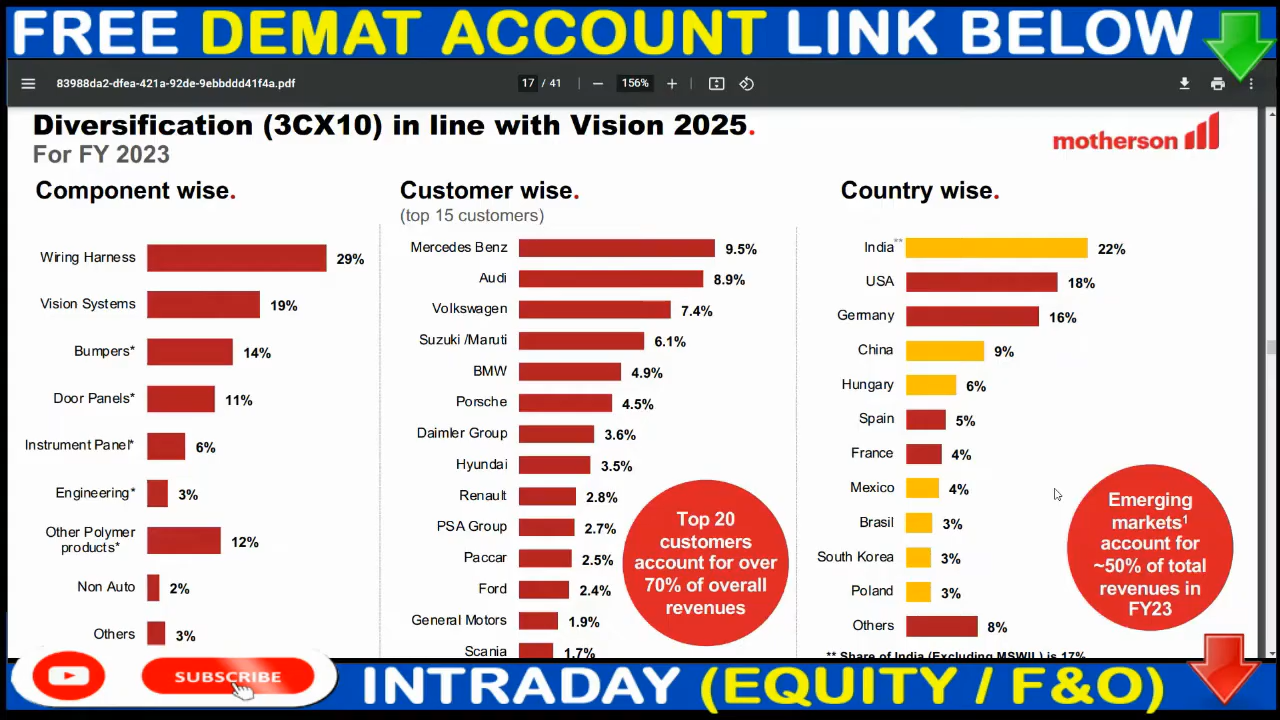 FREE DEMAT ACCOUNT LINK BELOW
83988da2-dfea-421a-92de-9ebbddd41f4a.pdf
17 / 41
156%
Diversification (3CX10) in line with Vision 2025.
For FY 2023
motherson
Component wise.
Wiring Harness 29%
Vision Systems 19%
Bumpers* 14%
Door Panels* 11%
Instrument Panel* 6%
Engineering* 3%
Other Polymer
products* 12%
Non Auto 2%
Others 3%
Customer wise.
(top 15 customers)
Mercedes Benz 9.5%
Audi 8.9%
Volkswagen 7.4%
Suzuki /Maruti 6.1%
BMW 4.9%
Porsche 4.5%
Daimler Group 3.6%
Hyundai 3.5%
Renault 2.8%
PSA Group 2.7%
Paccar 2.5%
Ford 2.4%
General Motors 1.9%
Scania 1.7%
Top 20
customers
account for over
70% of overall
revenues
Country wise.
India** 22%
USA 18%
Germany 16%
China 9%
Hungary 6%
Spain 5%
France 4%
Mexico 4%
Brasil 3%
South Korea 3%
Poland 3%
Others 8%
Emerging
markets¹
account for
~50% of total
revenues in
FY23
** Share of India (Excluding MSWIL) is 17%
SUBSCRIBE
INTRADAY (EQUITY / F&O)